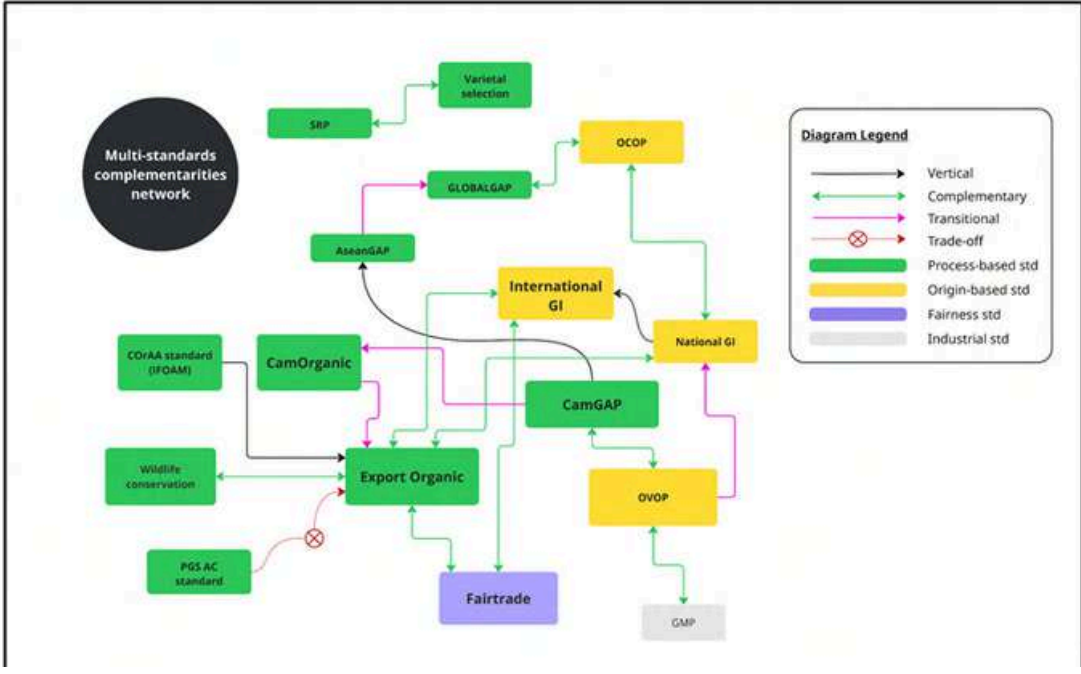 Varietal
selection
SRP
OCOP
Multi-standards
complementarities
network
GLOBALGAP
AseanGAP
International
GI
National GI
COrAA standard
(IFOAM)
CamOrganic
CamGAP
Wildlife
conservation
Export Organic
OVOP
PGS AC
standard
Fairtrade
GMP
Diagram Legend
Vertical
Complementary
Transitional
Trade-off
Process-based std
Origin-based std
Fairness std
Industrial std